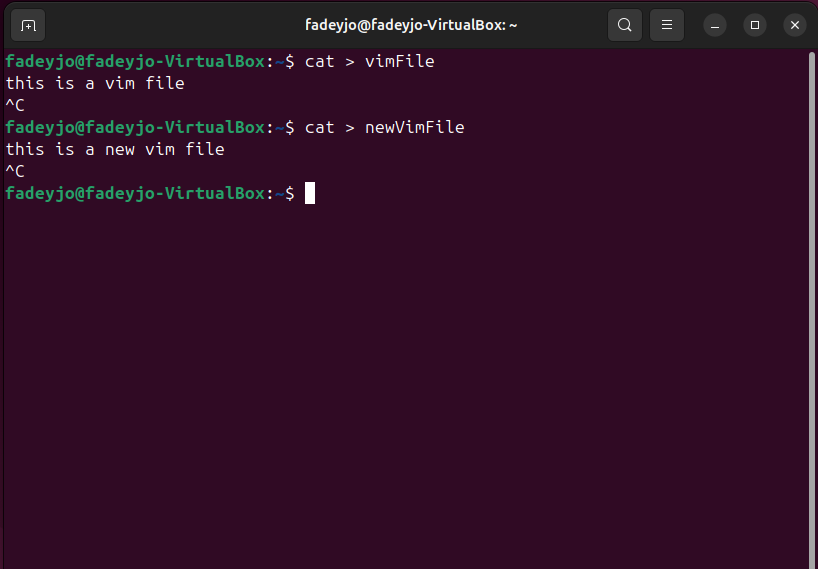 fadeyjo@fadeyjo-VirtualBox: ~
fadeyjo@fadeyjo-VirtualBox:~$ cat > vimFile
this is a vim file
^C
fadeyjo@fadeyjo-VirtualBox:~$ cat > newVimFile
this is a new vim file
^C
fadeyjo@fadeyjo-VirtualBox:~$